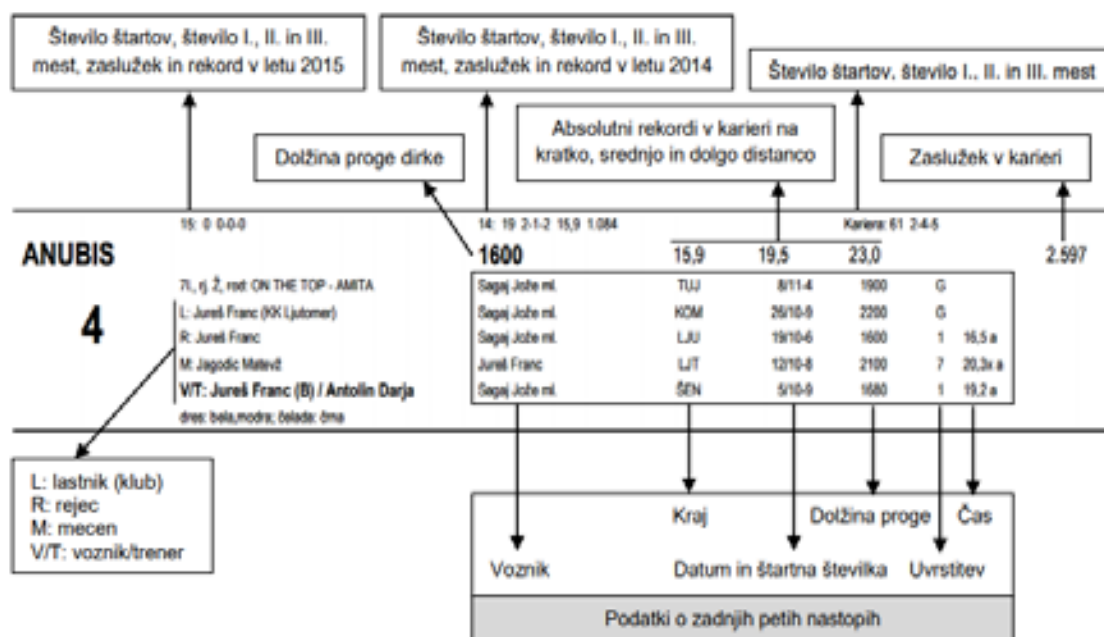 Število štartov, število I., II. in III.
mest, zaslužek in rekord v letu 2015
Število štartov, število I., II. in III.
mest, zaslužek in rekord v letu 2014
Število štartov, število I., II. in III. mest
Dolžina proge dirke
Absolutni rekordi v karieri na
kratko, srednjo in dolgo distanco
Zaslužek v karieri
15: 0 0-0-0
14: 19 2-1-2 15,9 1.084
Kariera: 61 2-4-5
ANUBIS
1600 15,9 19,5 23,0 2.597
4
7l., rj. Ž, rod: ON THE TOP - AMITA
L: Jureš Franc (KK Ljutomer)
R: Jureš Franc
M: Jagodic Matevž
V/T: Jureš Franc (B) / Antolin Darja
dres: bela,modra; čelada: črna
Sagaj Jože ml. TUJ 8/11-4 1900 G
Sagaj Jože ml. KOM 26/10-9 2200 G
Sagaj Jože ml. LJU 19/10-6 1600 1 16,5 a
Jureš Franc LJT 12/10-8 2100 7 20,3x a
Sagaj Jože ml. ŠEN 5/10-9 1680 1 19,2 a
L: lastnik (klub)
R: rejec
M: mecen
V/T: voznik/trener
Kraj Dolžina proge Čas
Voznik Datum in štartna številka Uvrstitev
Podatki o zadnjih petih nastopih